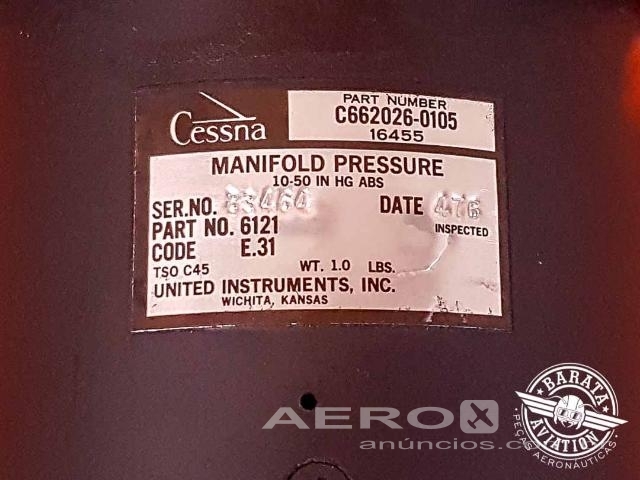 Cessna
PART NUMBER
C662026-0105
16455
MANIFOLD PRESSURE
10-50 IN HG ABS
SER.NO. DATE 476
PART NO. 6121 INSPECTED
CODE E.31
TSO C45 WT. 1.0 LBS.
UNITED INSTRUMENTS, INC.
WICHITA, KANSAS
BARATA
AVIATION
PEÇAS AERONÁUTICAS
AERO X
anúncios.c